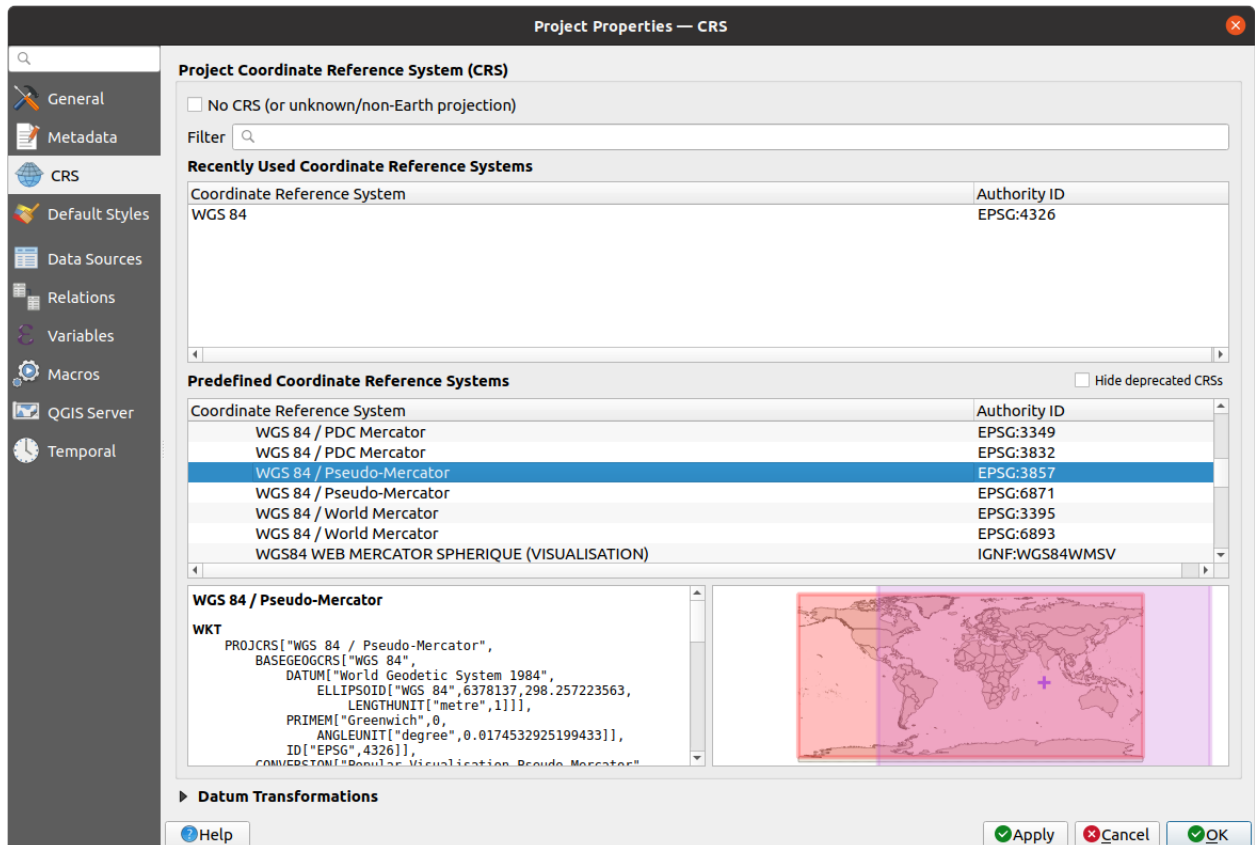 Project Properties — CRS
General
Metadata
CRS
Default Styles
Data Sources
Relations
Variables
Macros
QGIS Server
Temporal
Project Coordinate Reference System (CRS)
No CRS (or unknown/non-Earth projection)
Filter
Recently Used Coordinate Reference Systems
Coordinate Reference System Authority ID
WGS 84 EPSG:4326
Predefined Coordinate Reference Systems Hide deprecated CRSs
Coordinate Reference System Authority ID
WGS 84 / PDC Mercator EPSG:3349
WGS 84 / PDC Mercator EPSG:3832
WGS 84 / Pseudo-Mercator EPSG:3857
WGS 84 / Pseudo-Mercator EPSG:6871
WGS 84 / World Mercator EPSG:3395
WGS 84 / World Mercator EPSG:6893
WGS84 WEB MERCATOR SPHERIQUE (VISUALISATION) IGNF:WGS84WMSV
WGS 84 / Pseudo-Mercator
WKT
PROJCRS["WGS 84 / Pseudo-Mercator",
BASEGEOGCRS["WGS 84",
DATUM["World Geodetic System 1984",
ELLIPSOID["WGS 84",6378137,298.257223563,
LENGTHUNIT["metre",1]]],
PRIMEM["Greenwich",0,
ANGLEUNIT["degree",0.0174532925199433]],
ID["EPSG",4326]],
CONVERSION["Popular Visualisation Pseudo-Mercator",
Datum Transformations
Help
Apply
Cancel
OK